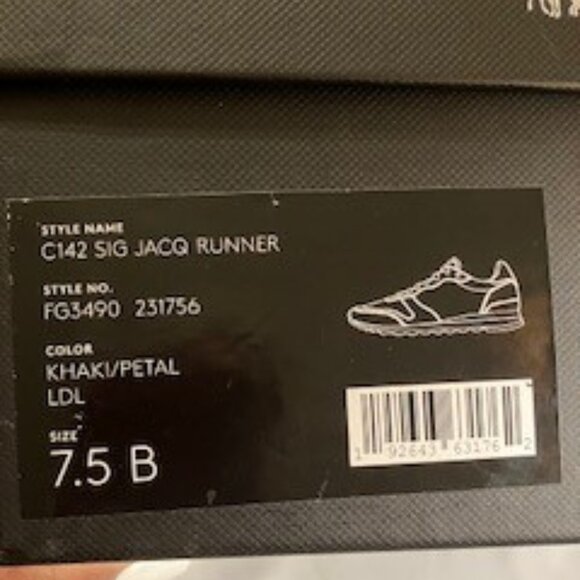 STYLE NAME
C142 SIG JACQ RUNNER
STYLE NO.
FG3490 231756
COLOR
KHAKI/PETAL
LDL
SIZE
7.5 B
1 92643 63176 2